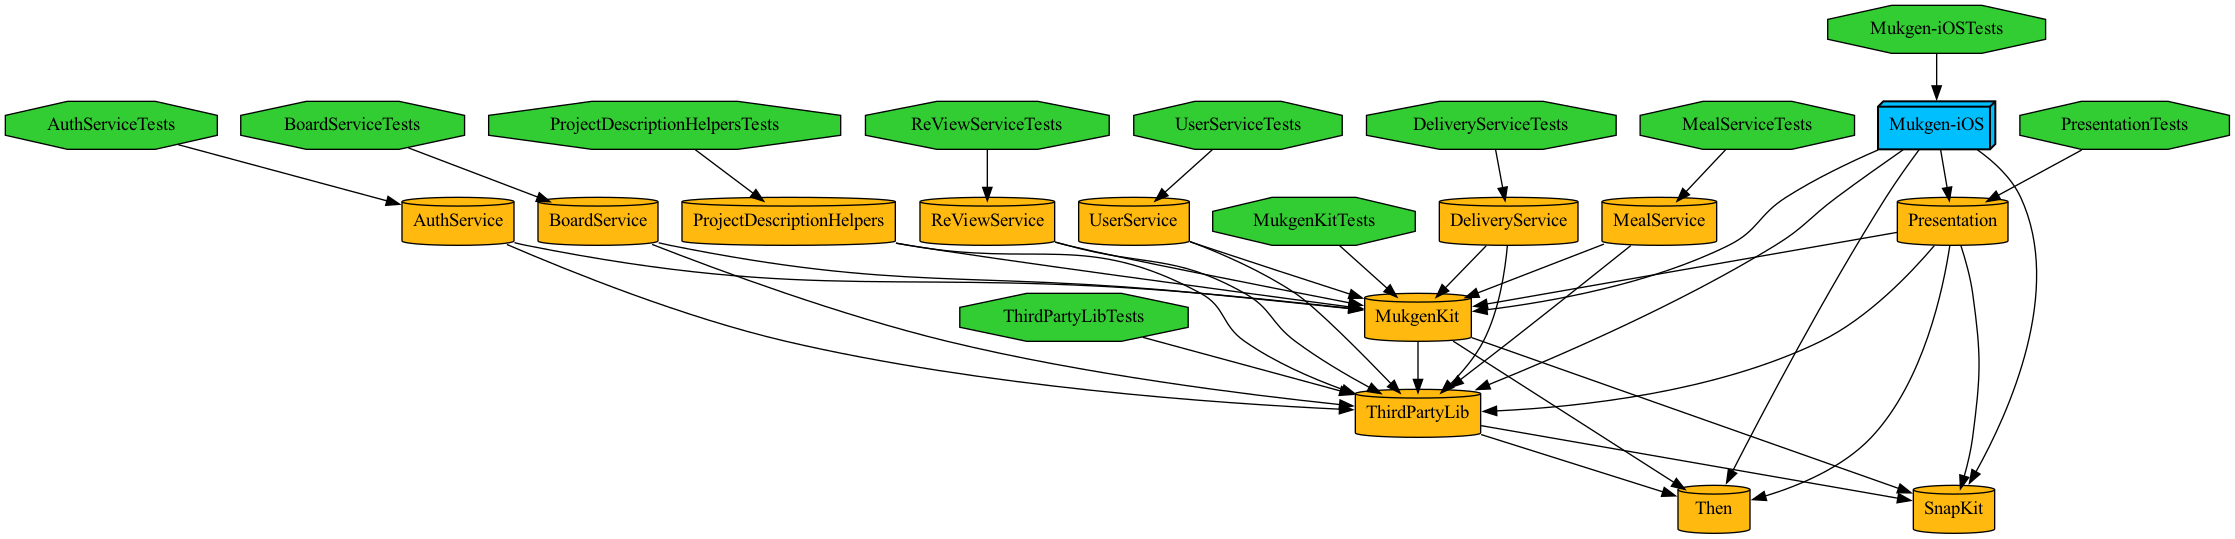 Mukgen-iOSTests
AuthServiceTests
BoardServiceTests
ProjectDescriptionHelpersTests
ReViewServiceTests
UserServiceTests
DeliveryServiceTests
MealServiceTests
Mukgen-iOS
PresentationTests
AuthService
BoardService
ProjectDescriptionHelpers
ReViewService
UserService
MukgenKitTests
DeliveryService
MealService
Presentation
ThirdPartyLibTests
MukgenKit
ThirdPartyLib
Then
SnapKit